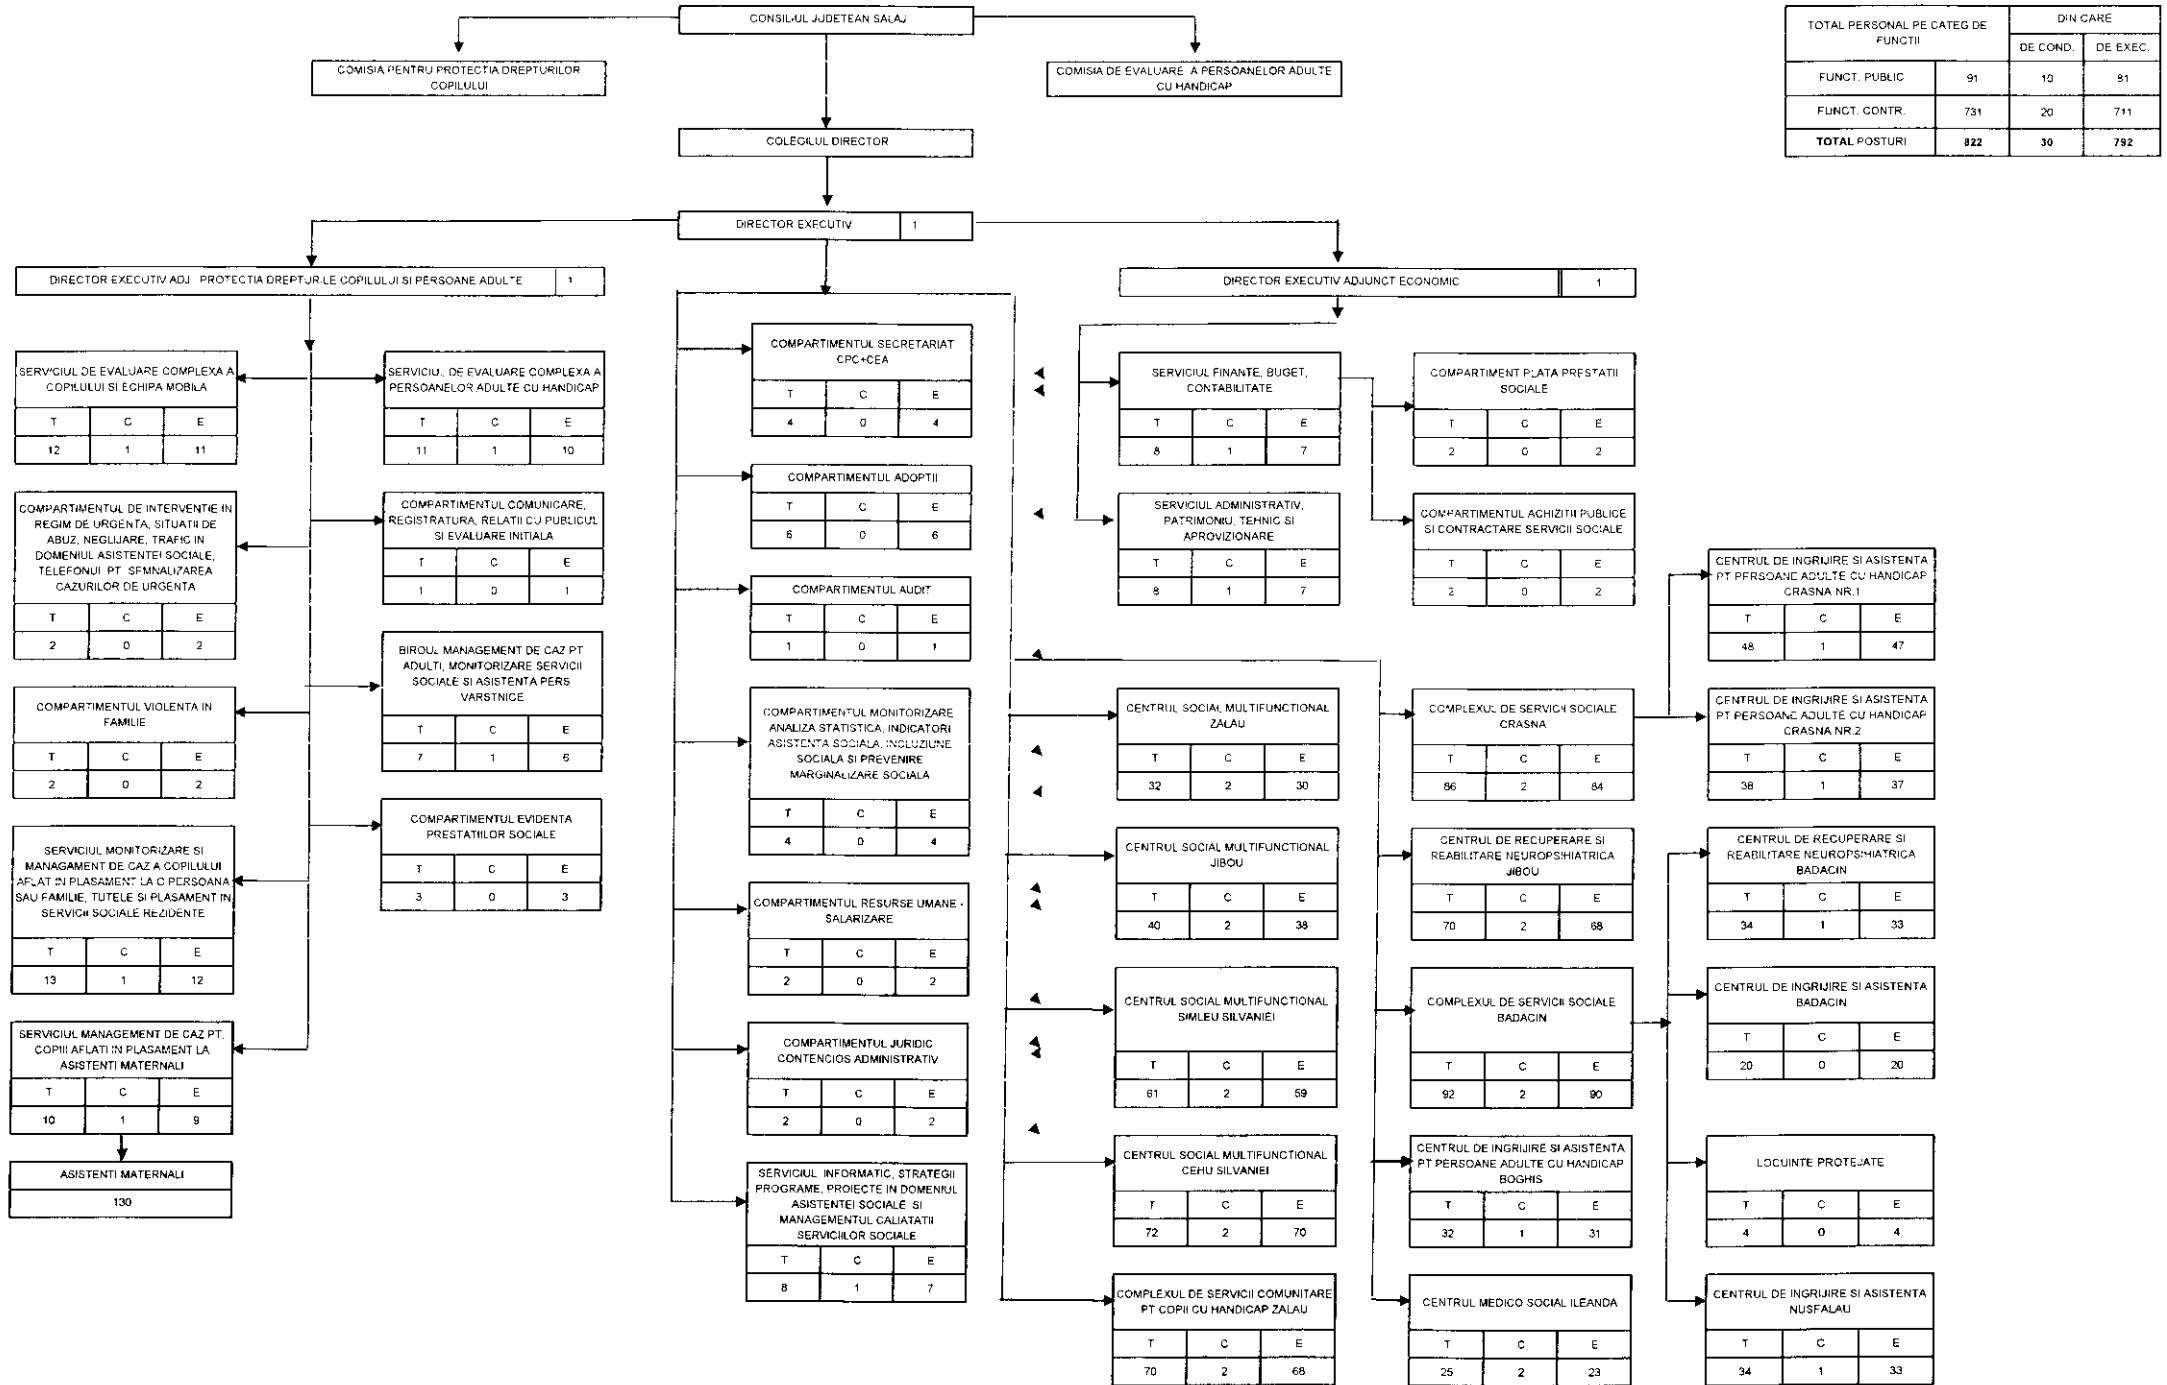 CONSIL·UL JUDETEAN SALAJ
COMISIA PENTRU PROTECTIA DREPTURILOR
COPILULUI
COMISIA DE EVALUARE A PERSOANELOR ADULTE
CU HANDICAP
TOTAL PERSONAL PE CATEG DE
FUNCTII
DIN CARE
DE COND.
DE EXEC.
FUNCT. PUBLIC
91
10
81
FUNCT. CONTR.
731
20
711
TOTAL POSTURI
822
30
792
COLEGIUL DIRECTOR
DIRECTOR EXECUTIV
1
DIRECTOR EXECUTIV ADJ PROTECTIA DREPTURILE COPILULUI SI PERSOANE ADULTE
1
DIRECTOR EXECUTIV ADJUNCT ECONOMIC
1
SERVICIUL DE EVALUARE COMPLEXA A
COPILULUI SI ECHIPA MOBILA
T C E
12 1 11
COMPARTIMENTUL DE INTERVENTIE IN
REGIM DE URGENTA, SITUATII DE
ABUZ, NEGLIJARE, TRAFIC IN
DOMENIUL ASISTENTEI SOCIALE,
TELEFONUL PT. SEMNALIZAREA
CAZURILOR DE URGENTA
T C E
2 0 2
COMPARTIMENTUL VIOLENTA IN
FAMILIE
T C E
2 0 2
SERVICIUL MONITORIZARE SI
MANAGAMENT DE CAZ A COPILULUI
AFLAT IN PLASAMENT LA O PERSOANA
SAU FAMILIE, TUTELE SI PLASAMENT IN
SERVICII SOCIALE REZIDENTE
T C E
13 1 12
SERVICIUL MANAGEMENT DE CAZ PT.
COPIII AFLATI IN PLASAMENT LA
ASISTENTI MATERNALI
T C E
10 1 9
ASISTENTI MATERNALI
130
SERVICIUL DE EVALUARE COMPLEXA A
PERSOANELOR ADULTE CU HANDICAP
T C E
11 1 10
COMPARTIMENTUL COMUNICARE,
REGISTRATURA, RELATII CU PUBLICUL
SI EVALUARE INITIALA
T C E
1 0 1
BIROUL MANAGEMENT DE CAZ PT
ADULTI, MONITORIZARE SERVICII
SOCIALE SI ASISTENTA PERS
VARSTNICE
T C E
7 1 6
COMPARTIMENTUL EVIDENTA
PRESTATIILOR SOCIALE
T C E
3 0 3
COMPARTIMENTUL SECRETARIAT
CPC+CEA
T C E
4 0 4
COMPARTIMENTUL ADOPTII
T C E
6 0 6
COMPARTIMENTUL AUDIT
T C E
1 0 1
COMPARTIMENTUL MONITORIZARE
ANALIZA STATISTICA, INDICATORI
ASISTENTA SOCIALA, INCLUZIUNE
SOCIALA SI PREVENIRE
MARGINALIZARE SOCIALA
T C E
4 0 4
COMPARTIMENTUL RESURSE UMANE -
SALARIZARE
T C E
2 0 2
COMPARTIMENTUL JURIDIC
CONTENCIOS ADMINISTRATIV
T C E
2 0 2
SERVICIUL INFORMATIC, STRATEGII
PROGRAME, PROIECTE IN DOMENIUL
ASISTENTEI SOCIALE SI
MANAGEMENTUL CALIATATII
SERVICIILOR SOCIALE
T C E
8 1 7
SERVICIUL FINANTE, BUGET,
CONTABILITATE
T C E
8 1 7
SERVICIUL ADMINISTRATIV,
PATRIMONIU, TEHNIC SI
APROVIZIONARE
T C E
8 1 7
COMPARTIMENT PLATA PRESTATII
SOCIALE
T C E
2 0 2
COMPARTIMENTUL ACHIZITII PUBLICE
SI CONTRACTARE SERVICII SOCIALE
T C E
2 0 2
CENTRUL SOCIAL MULTIFUNCTIONAL
ZALAU
T C E
32 2 30
CENTRUL SOCIAL MULTIFUNCTIONAL
JIBOU
T C E
40 2 38
CENTRUL SOCIAL MULTIFUNCTIONAL
SIMLEU SILVANIEI
T C E
61 2 59
CENTRUL SOCIAL MULTIFUNCTIONAL
CEHU SILVANIEI
T C E
72 2 70
COMPLEXUL DE SERVICII COMUNITARE
PT COPII CU HANDICAP ZALAU
T C E
70 2 68
COMPLEXUL DE SERVICII SOCIALE
CRASNA
T C E
86 2 84
CENTRUL DE RECUPERARE SI
REABILITARE NEUROPSIHIATRICA
JIBOU
T C E
70 2 68
COMPLEXUL DE SERVICII SOCIALE
BADACIN
T C E
92 2 90
CENTRUL DE INGRIJIRE SI ASISTENTA
PT PERSOANE ADULTE CU HANDICAP
BOGHIS
T C E
32 1 31
CENTRUL MEDICO SOCIAL ILEANDA
T C E
25 2 23
CENTRUL DE INGRIJIRE SI ASISTENTA
PT PERSOANE ADULTE CU HANDICAP
CRASNA NR.1
T C E
48 1 47
CENTRUL DE INGRIJIRE SI ASISTENTA
PT PERSOANE ADULTE CU HANDICAP
CRASNA NR.2
T C E
38 1 37
CENTRUL DE RECUPERARE SI
REABILITARE NEUROPSIHIATRICA
BADACIN
T C E
34 1 33
CENTRUL DE INGRIJIRE SI ASISTENTA
BADACIN
T C E
20 0 20
LOCUINTE PROTEJATE
T C E
4 0 4
CENTRUL DE INGRIJIRE SI ASISTENTA
NUSFALAU
T C E
34 1 33